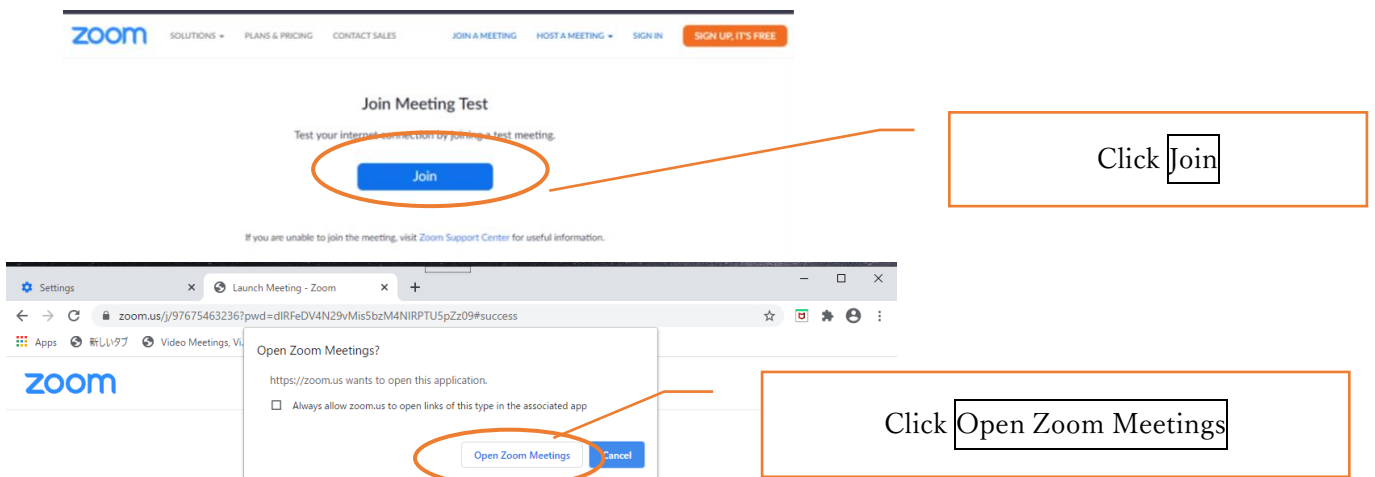 zoom SOLUTIONS PLANS & PRICING CONTACT SALES JOIN A MEETING HOST A MEETING SIGN IN SIGN UP, IT'S FREE
Join Meeting Test
Test your internet connection by joining a test meeting.
Join
Click Join
If you are unable to join the meeting, visit Zoom Support Center for useful information.
Settings Launch Meeting - Zoom
zoom.us/j/97675463236?pwd=dlRFeDV4N29vMis5bzM4NlRPTU5pZz09#success
Apps 新しいタブ Video Meetings, Vi
Open Zoom Meetings?
zoom
https://zoom.us wants to open this application.
Always allow zoom.us to open links of this type in the associated app
Click Open Zoom Meetings
Open Zoom Meetings Cancel